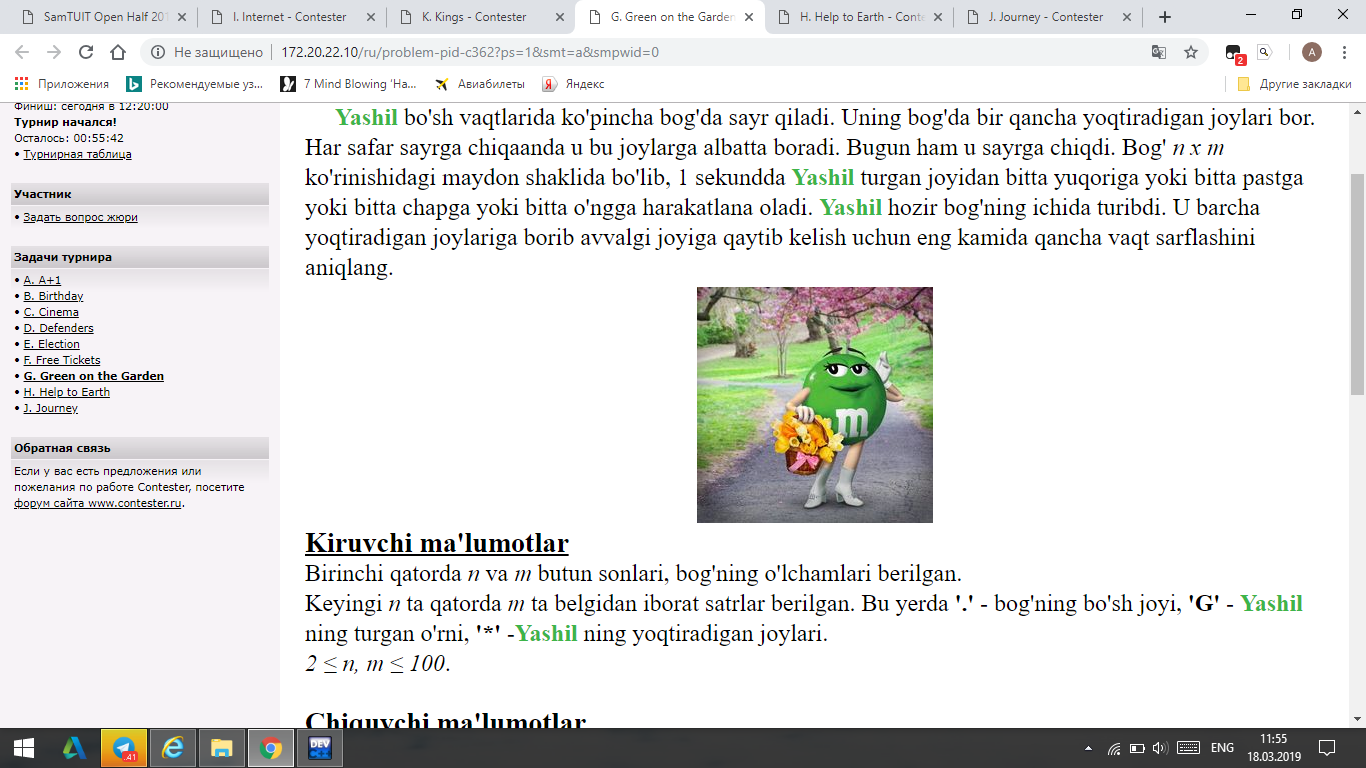 SamTUIT Open Half 201
I. Internet - Contester
K. Kings - Contester
G. Green on the Garden
H. Help to Earth - Conte
J. Journey - Contester
Не защищено
172.20.22.10/ru/problem-pid-c362?ps=1&smt=a&smpwid=0
A
2
Приложения
Рекомендуемые уз...
7 Mind Blowing 'Ha...
Авиабилеты
Яндекс
Другие закладки
Финиш: сегодня в 12:20:00
Турнир начался!
Осталось: 00:55:42
• Турнирная таблица
Участник
• Задать вопрос жюри
Задачи турнира
• A. A+1
• B. Birthday
• C. Cinema
• D. Defenders
• E. Election
• F. Free Tickets
• G. Green on the Garden
• H. Help to Earth
• J. Journey
Обратная связь
Если у вас есть предложения или
пожелания по работе Contester, посетите
форум сайта www.contester.ru.
Yashil bo'sh vaqtlarida ko'pincha bog'da sayr qiladi. Uning bog'da bir qancha yoqtiradigan joylari bor.
Har safar sayrga chiqaanda u bu joylarga albatta boradi. Bugun ham u sayrga chiqdi. Bog' n x m
ko'rinishidagi maydon shaklida bo'lib, 1 sekundda Yashil turgan joyidan bitta yuqoriga yoki bitta pastga
yoki bitta chapga yoki bitta o'ngga harakatlana oladi. Yashil hozir bog'ning ichida turibdi. U barcha
yoqtiradigan joylariga borib avvalgi joyiga qaytib kelish uchun eng kamida qancha vaqt sarflashini
aniqlang.
m
Kiruvchi ma'lumotlar
Birinchi qatorda n va m butun sonlari, bog'ning o'lchamlari berilgan.
Keyingi n ta qatorda m ta belgidan iborat satrlar berilgan. Bu yerda '.' - bog'ning bo'sh joyi, 'G' - Yashil
ning turgan o'rni, '*' -Yashil ning yoqtiradigan joylari.
2 ≤ n, m ≤ 100.
Chiquvchi ma'lumotlar
41
DEV
ENG
11:55
18.03.2019